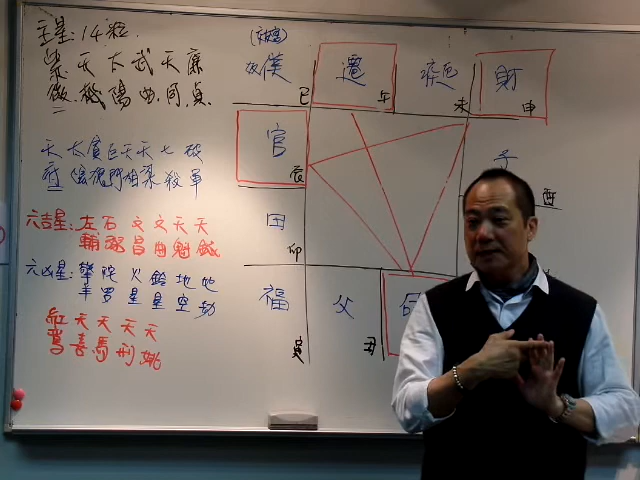 主星:14粒
紫天太武天廉
微機陽曲同貞
天太貪巨天天七破
府陰狼門相梁殺軍
六吉星:左右文文天天
輔弼昌曲魁鉞
六凶星:擎陀火鈴地地
羊羅星星空劫
紅天天天天
鸞喜馬刑姚
僕
巳
遷
午
疾厄
未
財
申
官
辰
子
酉
田
卯
福
寅
父
丑
命